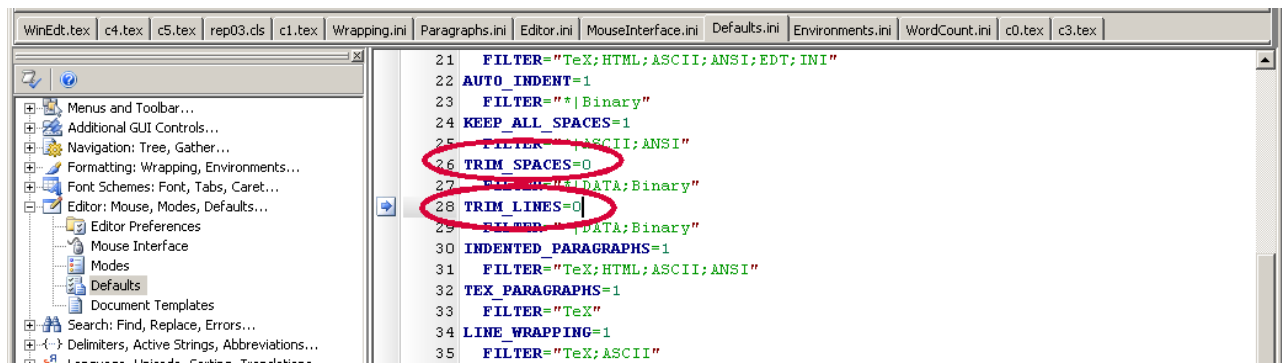 WinEdt.tex c4.tex c5.tex rep03.cls c1.tex Wrapping.ini Paragraphs.ini Editor.ini MouseInterface.ini Defaults.ini Environments.ini WordCount.ini c0.tex c3.tex
Menus and Toolbar...
Additional GUI Controls...
Navigation: Tree, Gather...
Formatting: Wrapping, Environments...
Font Schemes: Font, Tabs, Caret...
Editor: Mouse, Modes, Defaults...
Editor Preferences
Mouse Interface
Modes
Defaults
Document Templates
Search: Find, Replace, Errors...
Delimiters, Active Strings, Abbreviations...
21 FILTER="TeX;HTML;ASCII;ANSI;EDT;INI"
22 AUTO_INDENT=1
23 FILTER="*|Binary"
24 KEEP_ALL_SPACES=1
25 FILTER="*|ASCII;ANSI"
26 TRIM_SPACES=0
27 FILTER="*|DATA;Binary"
28 TRIM_LINES=0
29 FILTER="*|DATA;Binary"
30 INDENTED_PARAGRAPHS=1
31 FILTER="TeX;HTML;ASCII;ANSI"
32 TEX_PARAGRAPHS=1
33 FILTER="TeX"
34 LINE_WRAPPING=1
35 FILTER="TeX;ASCII"